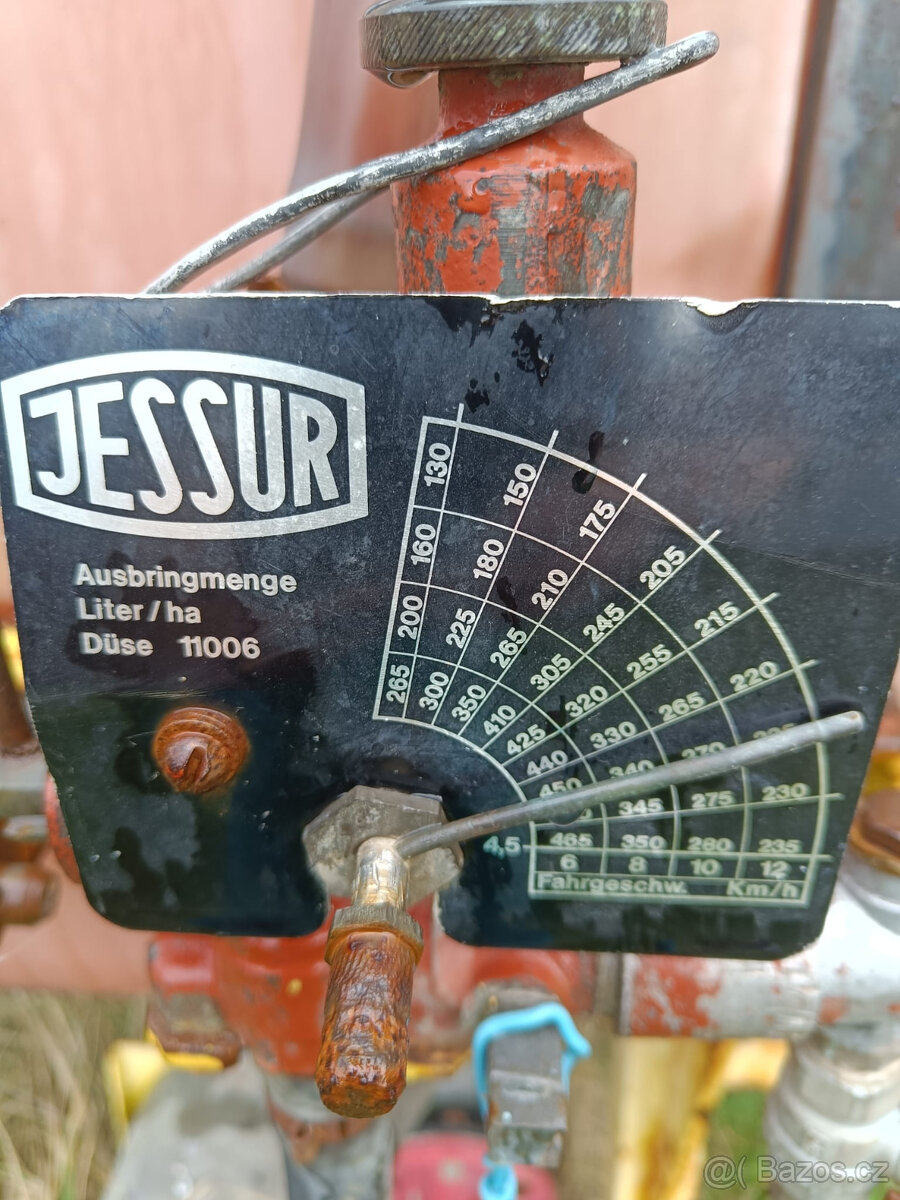 JESSUR
Ausbringmenge
Liter/ha
Düse 11006
130 160 200 265
150 180 225 300
175 210 265 350
205 245 305 410
215 255 320 425
220 265 330 440
270 340 450
230 275 345
4,5 465 350 280 235
6 8 10 12
Fahrgeschw. Km/h
@( Bazos.cz